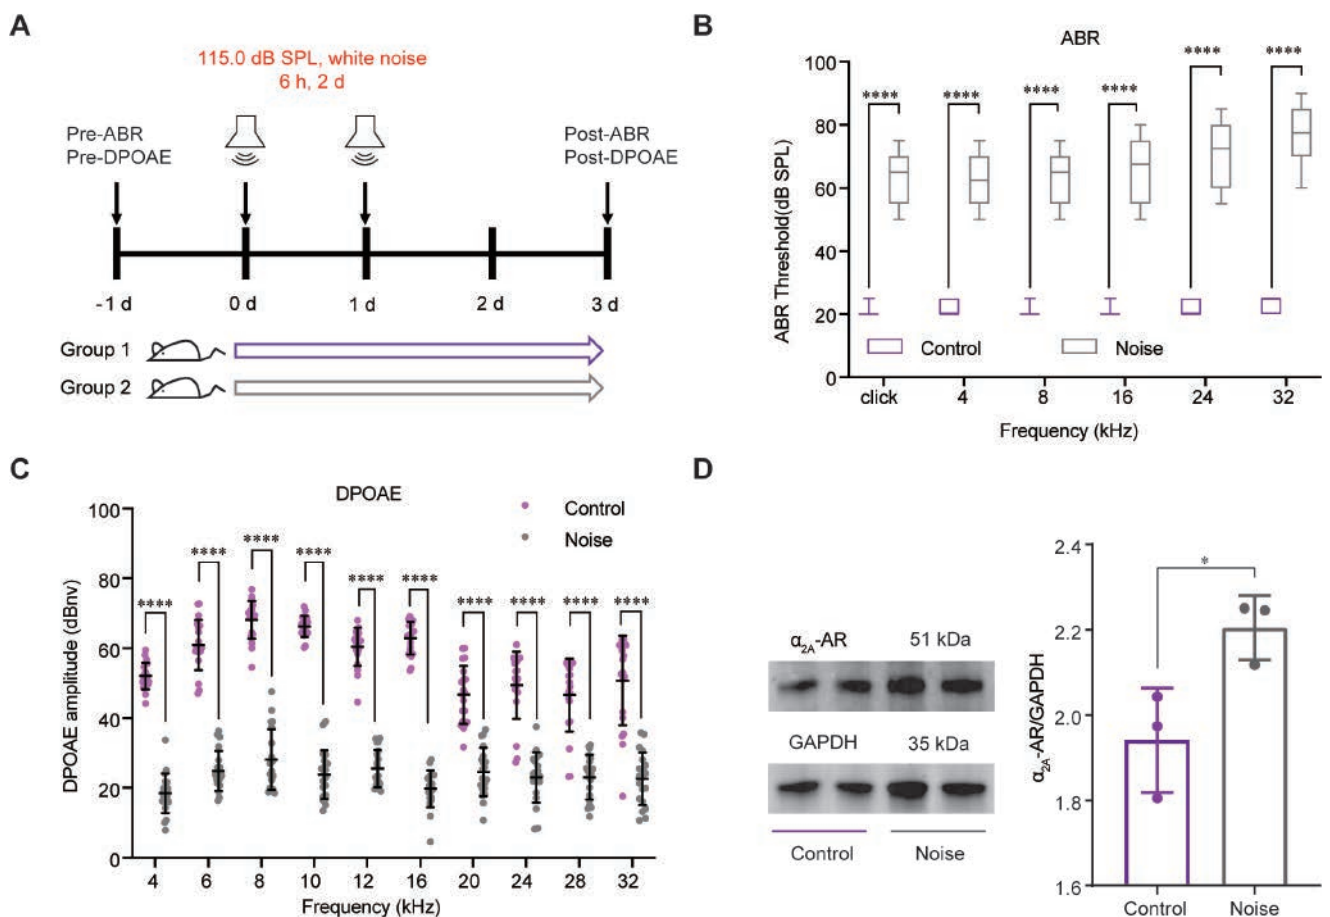 A
115.0 dB SPL, white noise
6 h, 2 d
Pre-ABR
Pre-DPOAE
Post-ABR
Post-DPOAE
-1 d
0 d
1 d
2 d
3 d
Group 1
Group 2
B
ABR
ABR Threshold(dB SPL)
100
80
60
40
20
0
****
****
****
****
****
****
Control
Noise
click
4
8
16
24
32
Frequency (kHz)
C
DPOAE
Control
Noise
DPOAE amplitude (dBnv)
100
80
60
40
20
0
****
****
****
****
****
****
****
****
****
****
4
6
8
10
12
16
20
24
28
32
Frequency (kHz)
D
α2A-AR
51 kDa
GAPDH
35 kDa
Control
Noise
α2A-AR/GAPDH
2.4
2.2
2.0
1.8
1.6
*
Control
Noise